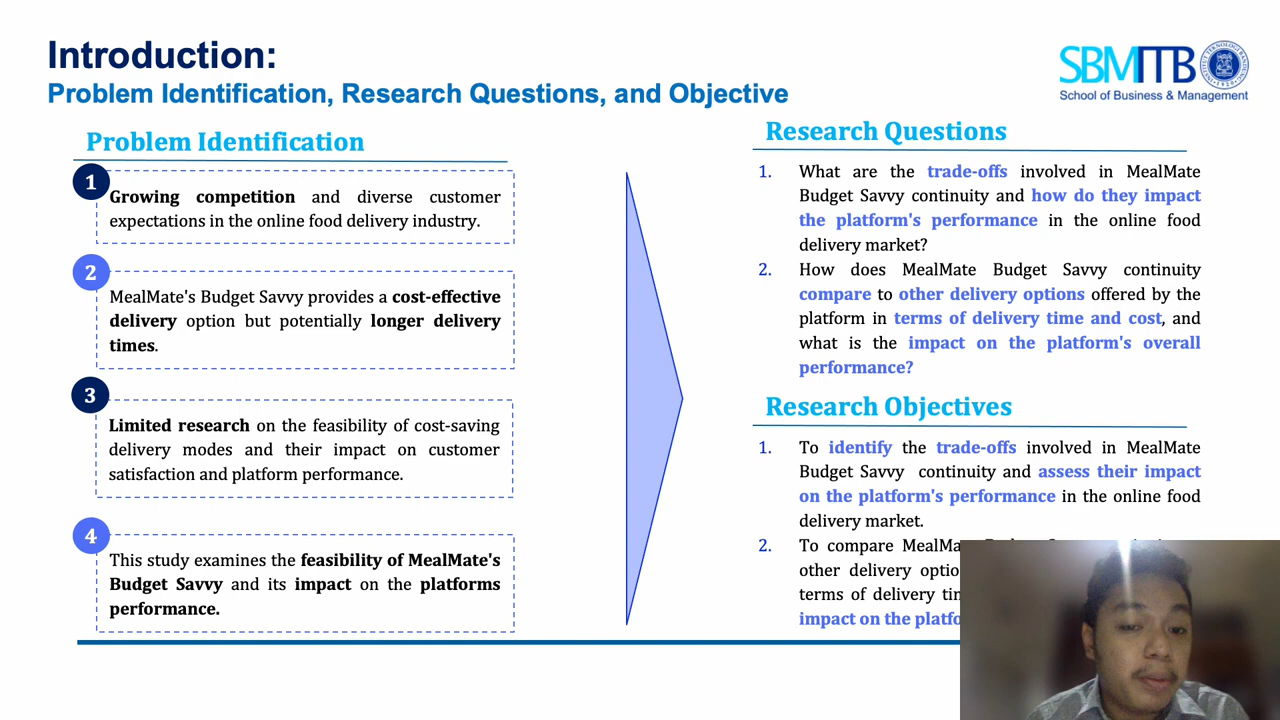 Introduction:
Problem Identification, Research Questions, and Objective
SBMITB
School of Business & Management
Problem Identification
1
Growing competition and diverse customer
expectations in the online food delivery industry.
2
MealMate's Budget Savvy provides a cost-effective
delivery option but potentially longer delivery
times.
3
Limited research on the feasibility of cost-saving
delivery modes and their impact on customer
satisfaction and platform performance.
4
This study examines the feasibility of MealMate's
Budget Savvy and its impact on the platforms
performance.
Research Questions
1. What are the trade-offs involved in MealMate
Budget Savvy continuity and how do they impact
the platform's performance in the online food
delivery market?
2. How does MealMate Budget Savvy continuity
compare to other delivery options offered by the
platform in terms of delivery time and cost, and
what is the impact on the platform's overall
performance?
Research Objectives
1. To identify the trade-offs involved in MealMate
Budget Savvy continuity and assess their impact
on the platform's performance in the online food
delivery market.
2. To compare
other delivery
terms of delivery
impact on the